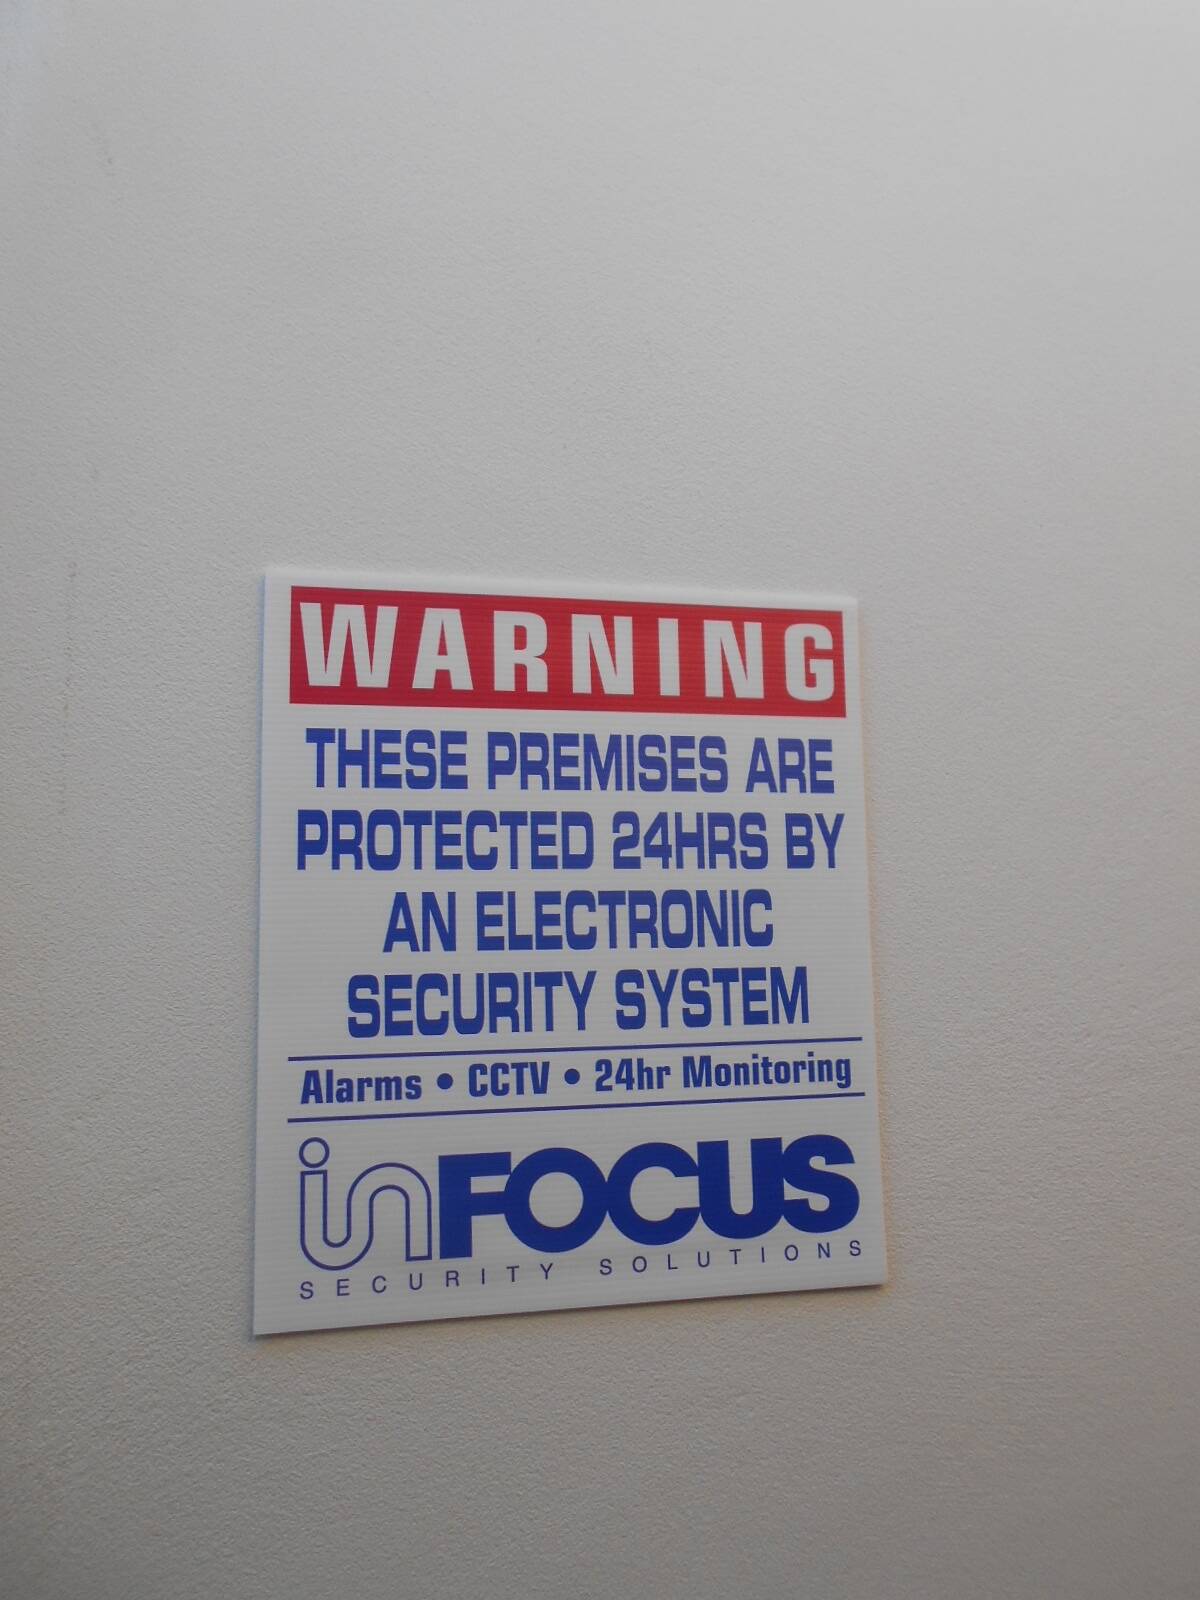 WARNING
THESE PREMISES ARE
PROTECTED 24HRS BY
AN ELECTRONIC
SECURITY SYSTEM
Alarms • CCTV • 24hr Monitoring
inFOCUS
SECURITY SOLUTIONS